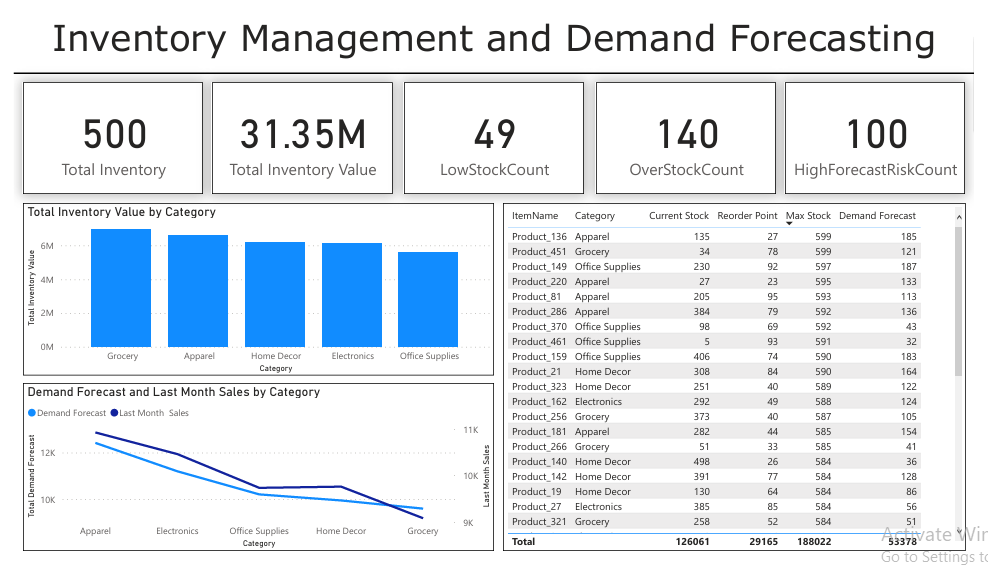 Inventory Management and Demand Forecasting
500
Total Inventory
31.35M
Total Inventory Value
49
LowStockCount
140
OverStockCount
100
HighForecastRiskCount
Total Inventory Value by Category
Total Inventory Value
6M
4M
2M
0M
Grocery Apparel Home Decor Electronics Office Supplies
Category
Demand Forecast and Last Month Sales by Category
Demand Forecast Last Month Sales
Total Demand Forecast
12K
10K
11K
10K
9K
Last Month Sales
Apparel Electronics Office Supplies Home Decor Grocery
Category
ItemName Category Current Stock Reorder Point Max Stock Demand Forecast
Product_136 Apparel 135 27 599 185
Product_451 Grocery 34 78 599 121
Product_149 Office Supplies 230 92 597 187
Product_220 Apparel 27 23 595 133
Product_81 Apparel 205 95 593 113
Product_286 Apparel 384 79 592 136
Product_370 Office Supplies 98 69 592 43
Product_461 Office Supplies 5 93 591 32
Product_159 Office Supplies 406 74 590 183
Product_21 Home Decor 308 84 590 164
Product_323 Home Decor 251 40 589 122
Product_162 Electronics 292 49 588 124
Product_256 Grocery 373 40 587 105
Product_181 Apparel 282 44 585 154
Product_266 Grocery 51 33 585 41
Product_140 Home Decor 498 26 584 36
Product_142 Home Decor 391 77 584 128
Product_19 Home Decor 130 64 584 86
Product_27 Electronics 385 85 584 56
Product_321 Grocery 258 52 584 51
Total 126061 29165 188022 53378
Activate Wir
Go to Settings to